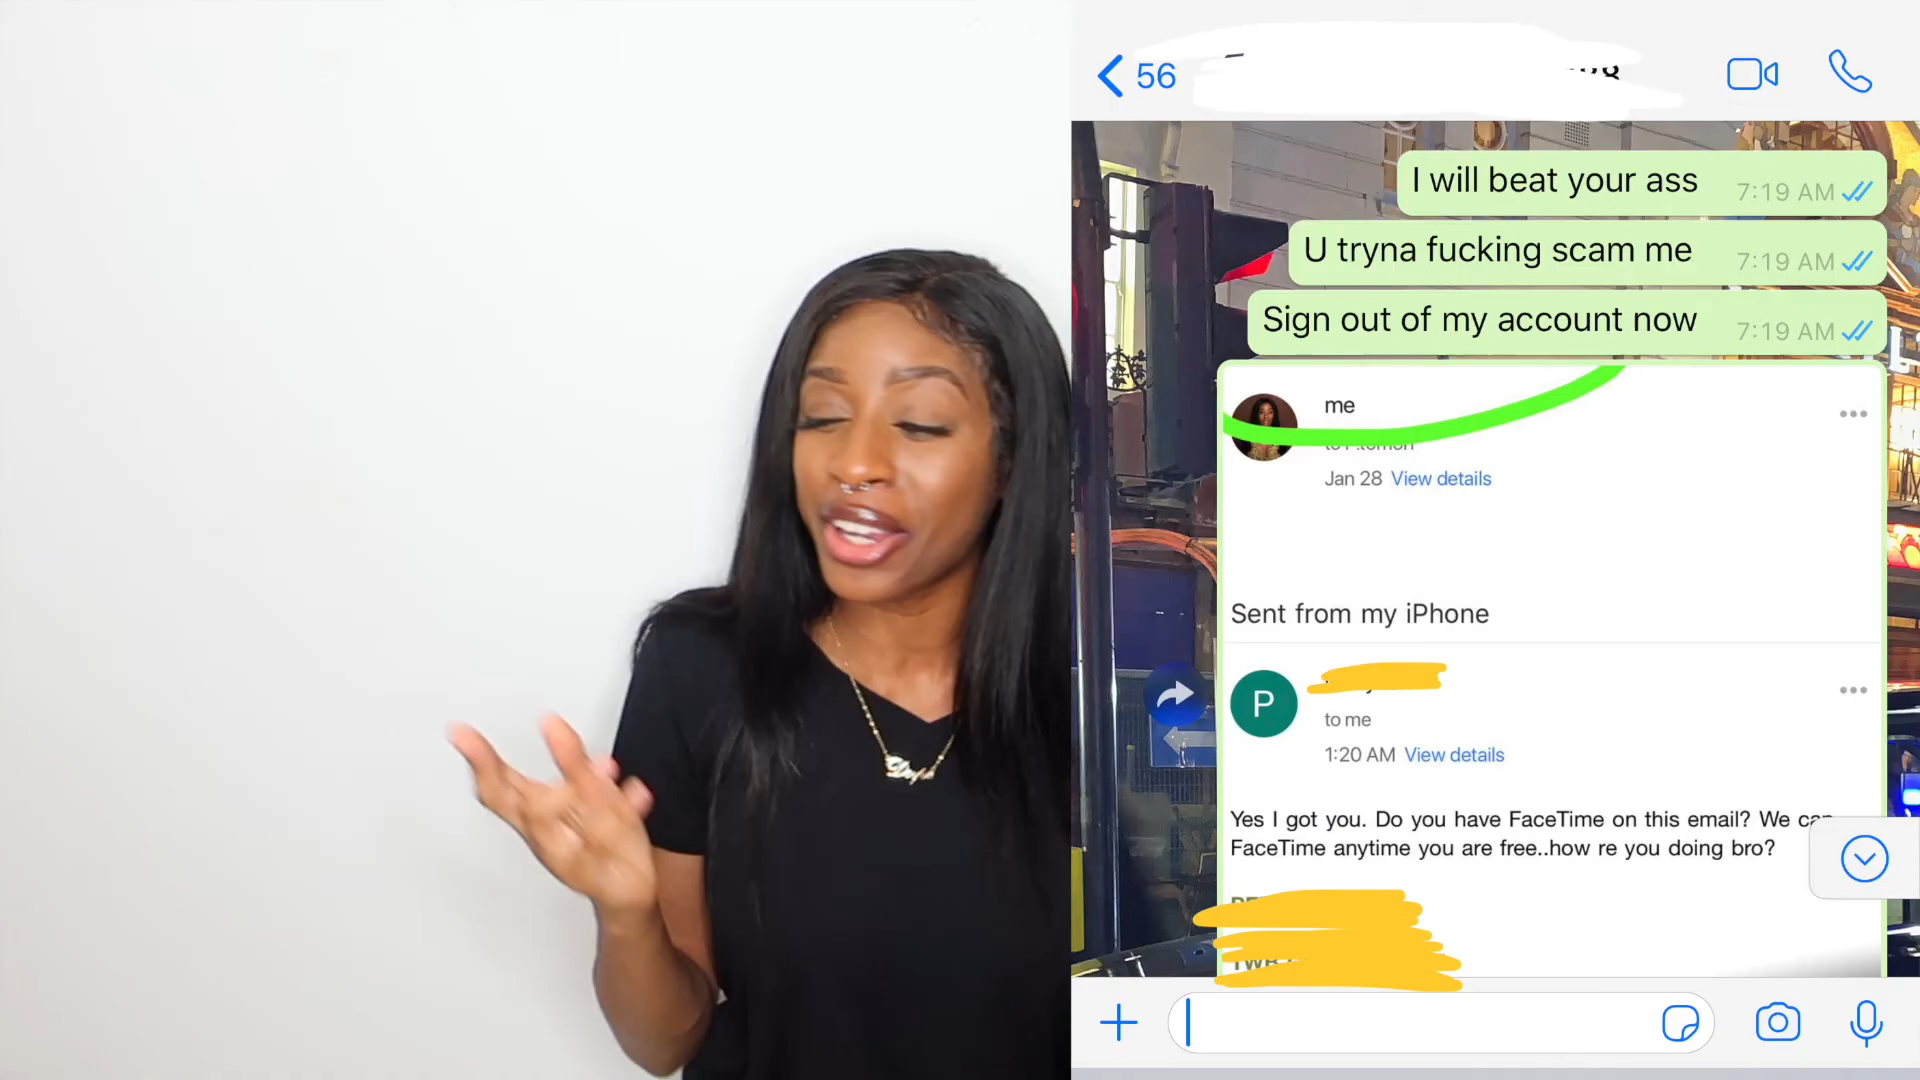 56
I will beat your ass
7:19 AM
U tryna fucking scam me
7:19 AM
Sign out of my account now
7:19 AM
me
Jan 28 View details
Sent from my iPhone
P
to me
1:20 AM View details
Yes I got you. Do you have FaceTime on this email? We can
FaceTime anytime you are free..how re you doing bro?